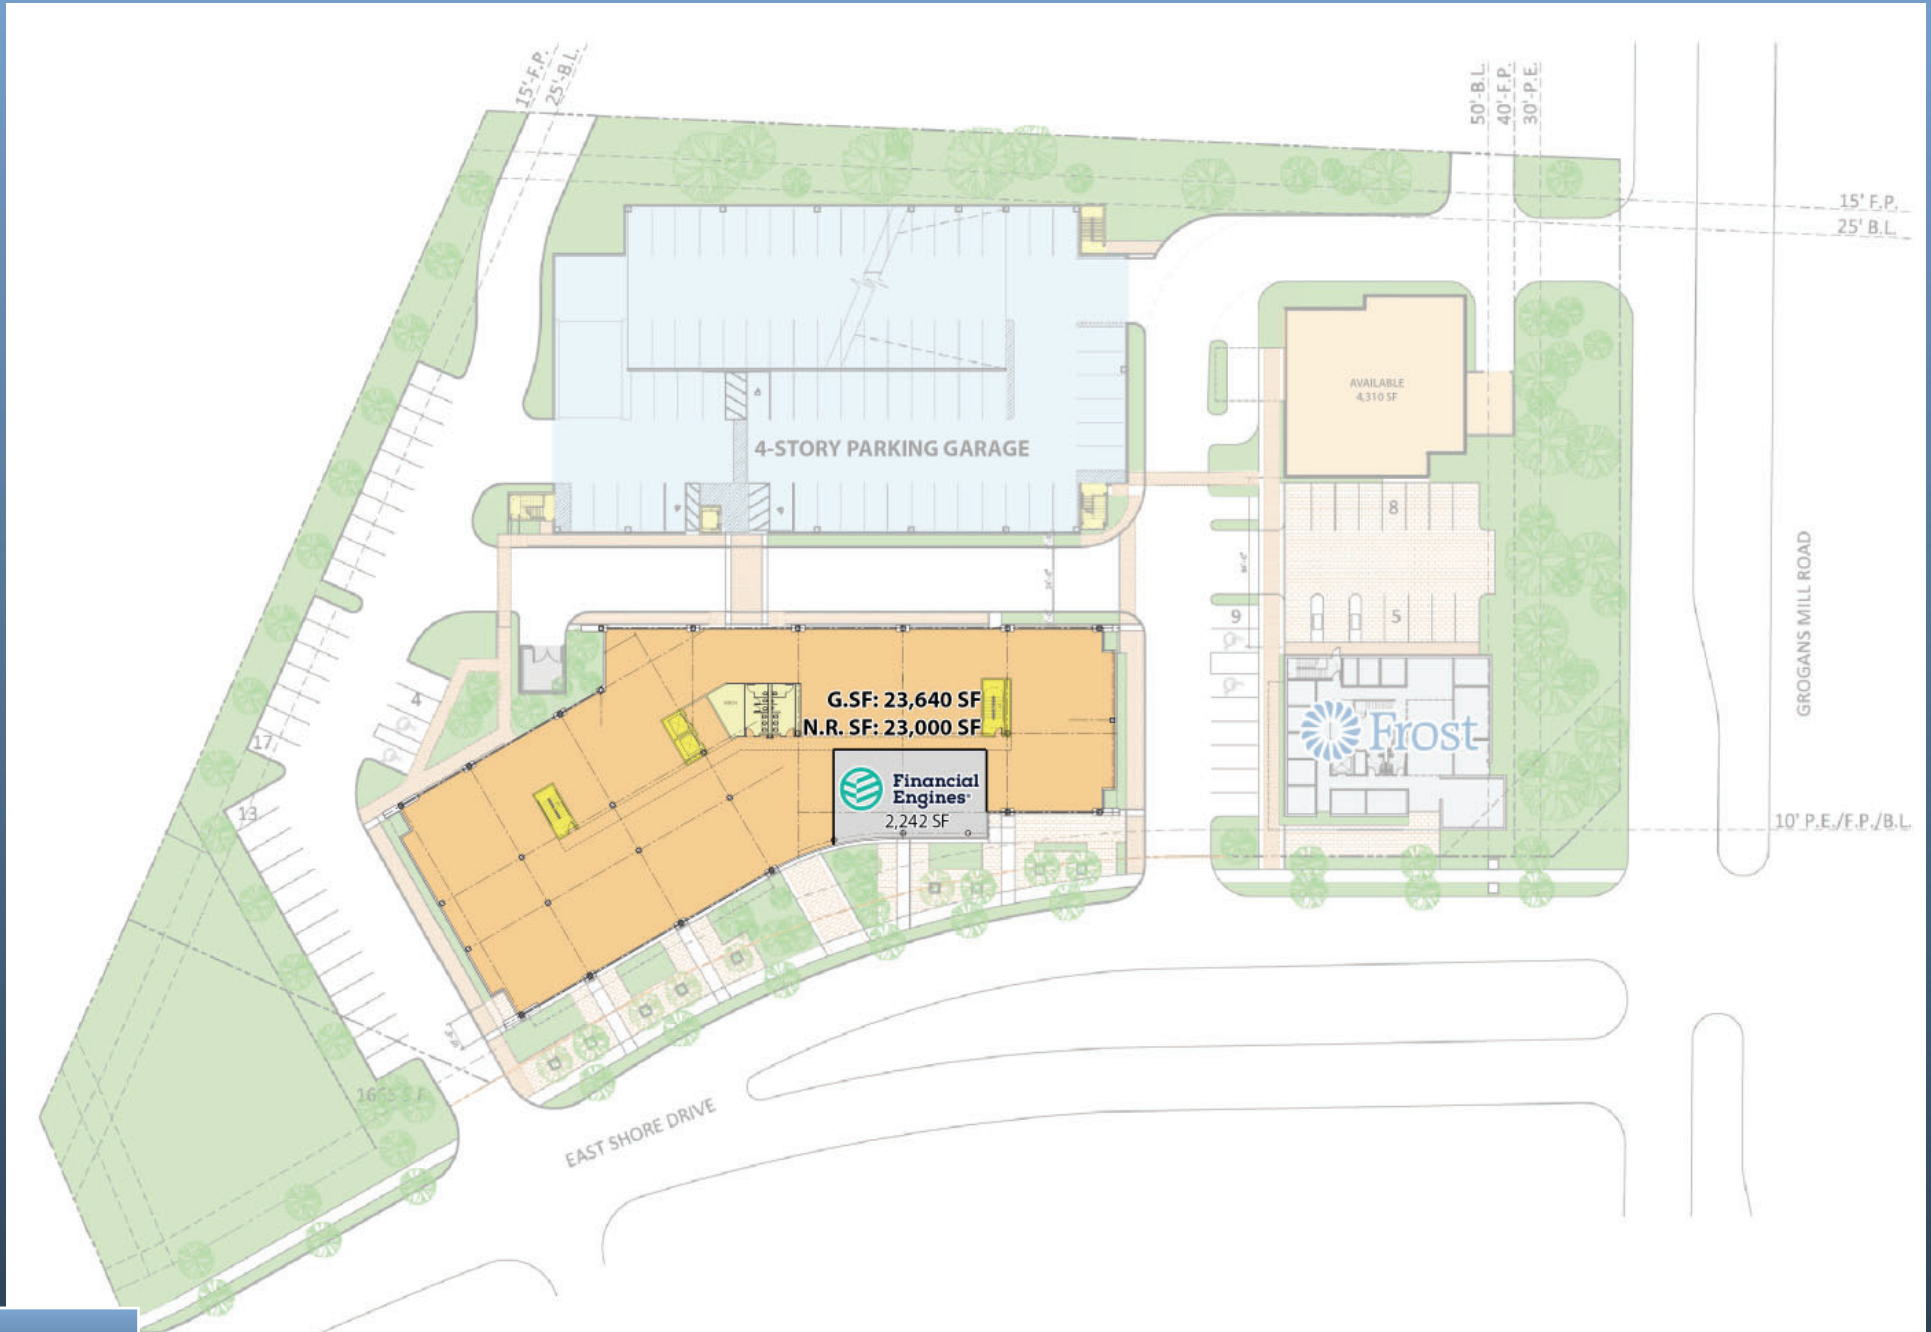 15'-F.P.
25'-B.L.
50'-B.L.
40'-F.P.
30'-P.E.
15' F.P.
25' B.L.
AVAILABLE
4,310 SF
4-STORY PARKING GARAGE
8
9
5
GROGANS MILL ROAD
G.SF: 23,640 SF
N.R. SF: 23,000 SF
4
17
13
Frost
Financial
Engines
2,242 SF
10' P.E./F.P./B.L.
EAST SHORE DRIVE